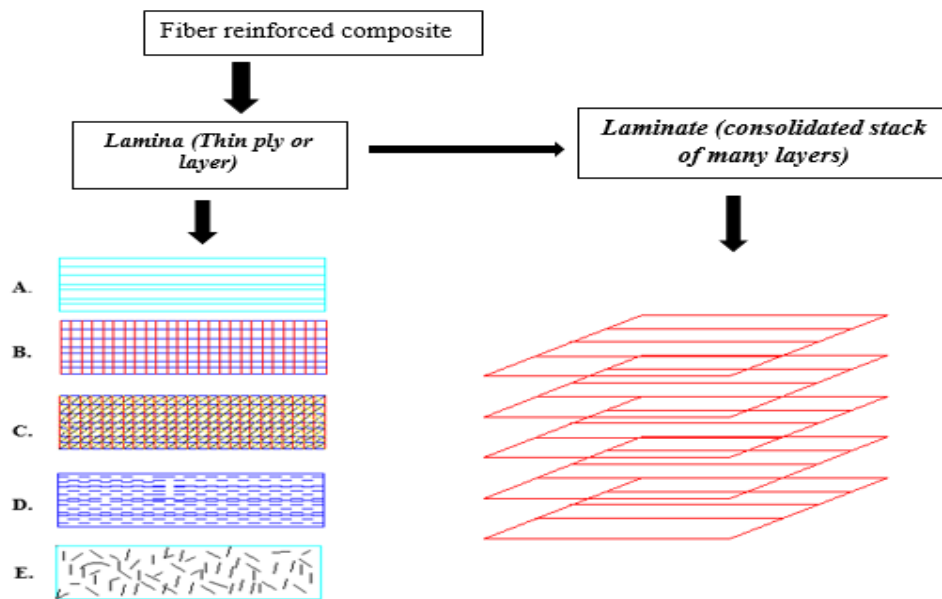 Fiber reinforced composite
Lamina (Thin ply or
layer)
Laminate (consolidated stack
of many layers)
A.
B.
C.
D.
E.